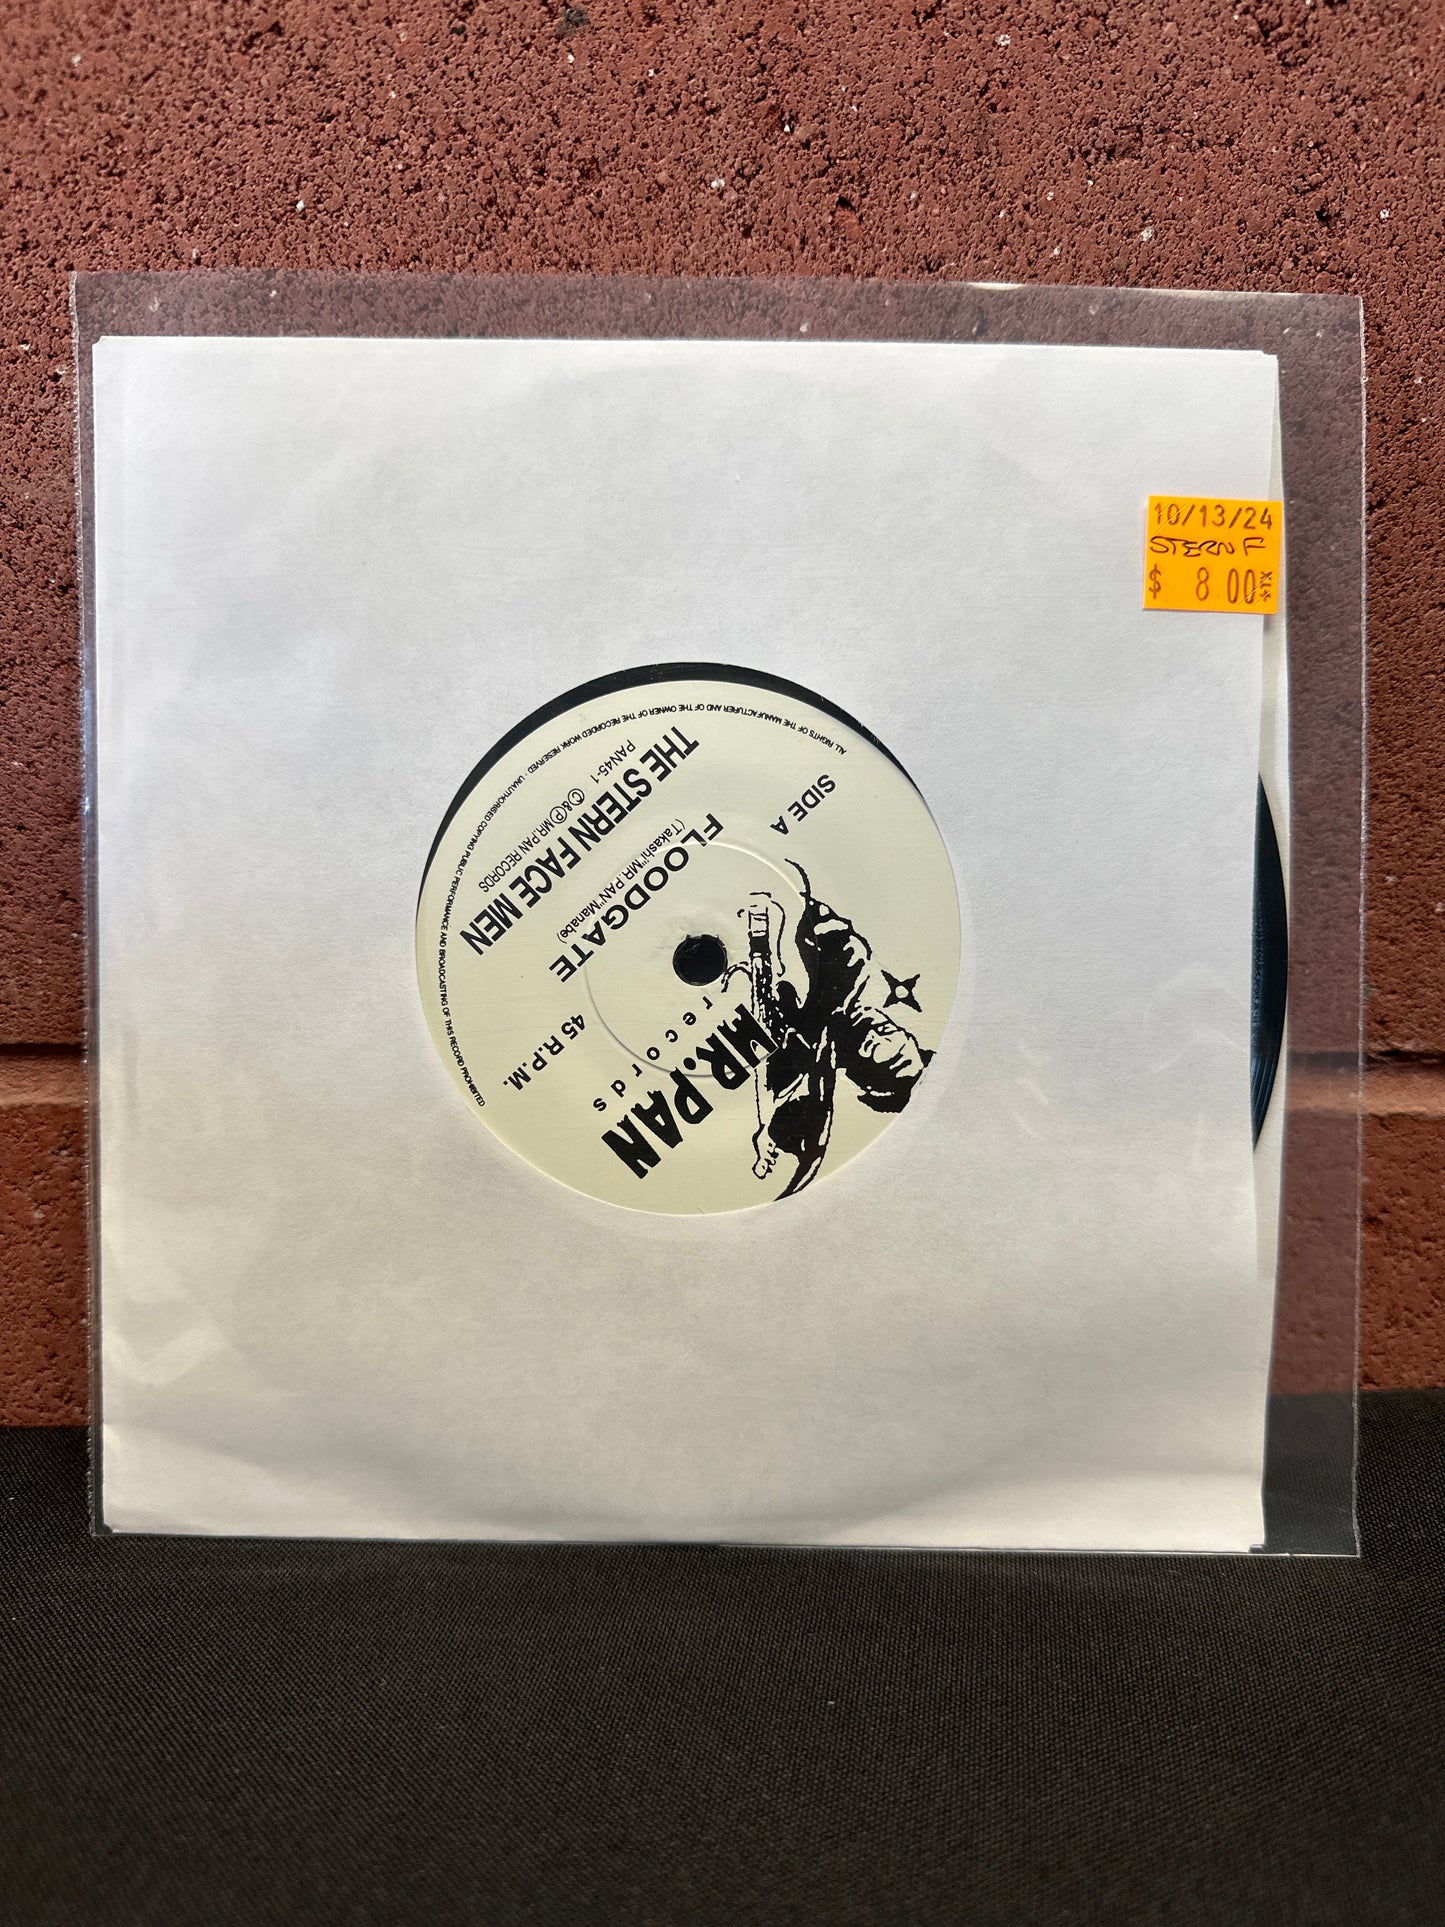 10/13/24
STERN F
$ 8.00
XL*
MR.PAN
records
45 R.P.M.
SIDE A
FLOODGATE
(Takashi"MR.PAN"Manabe)
PAN45-1 ©&℗MR.PAN RECORDS
THE STERN FACE MEN
ALL RIGHTS OF THE MANUFACTURER AND OF THE OWNER OF THE RECORDED WORK RESERVED · UNAUTHORISED COPYING PUBLIC PERFORMANCE AND BROADCASTING OF THIS RECORD PROHIBITED